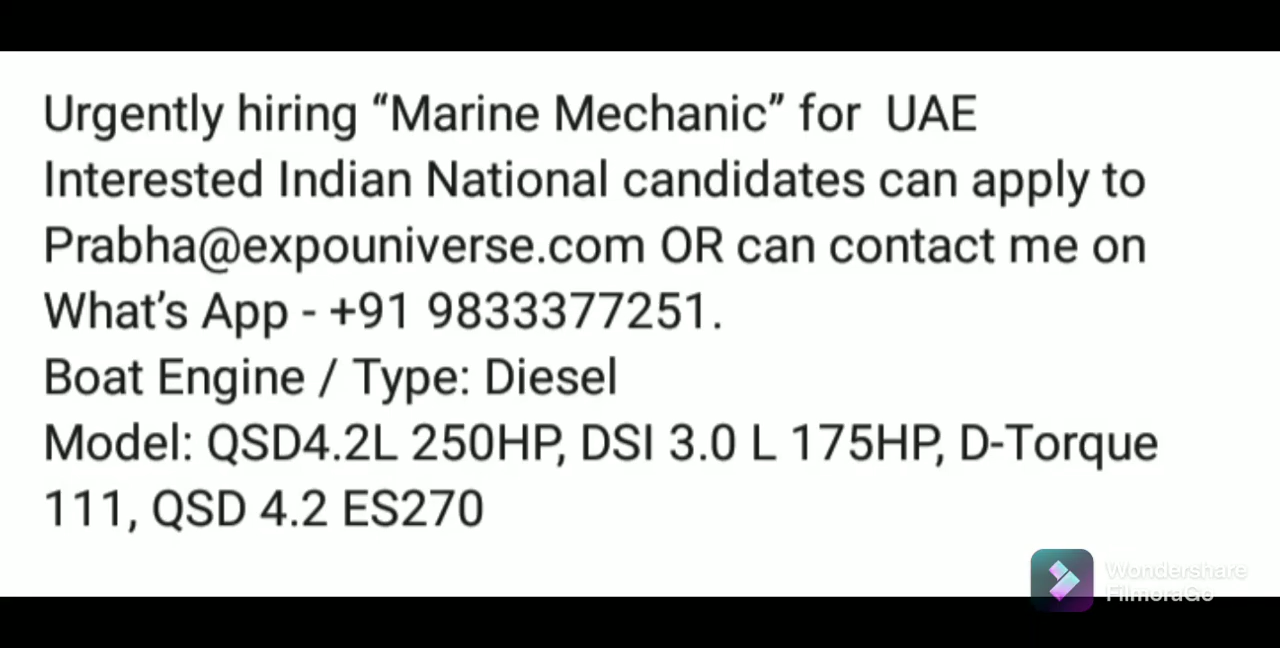 Urgently hiring “Marine Mechanic” for  UAE
Interested Indian National candidates can apply to
Prabha@expouniverse.com OR can contact me on
What’s App - +91 9833377251.
Boat Engine / Type: Diesel
Model: QSD4.2L 250HP, DSI 3.0 L 175HP, D-Torque
111, QSD 4.2 ES270
Wondershare
FilmoraGo